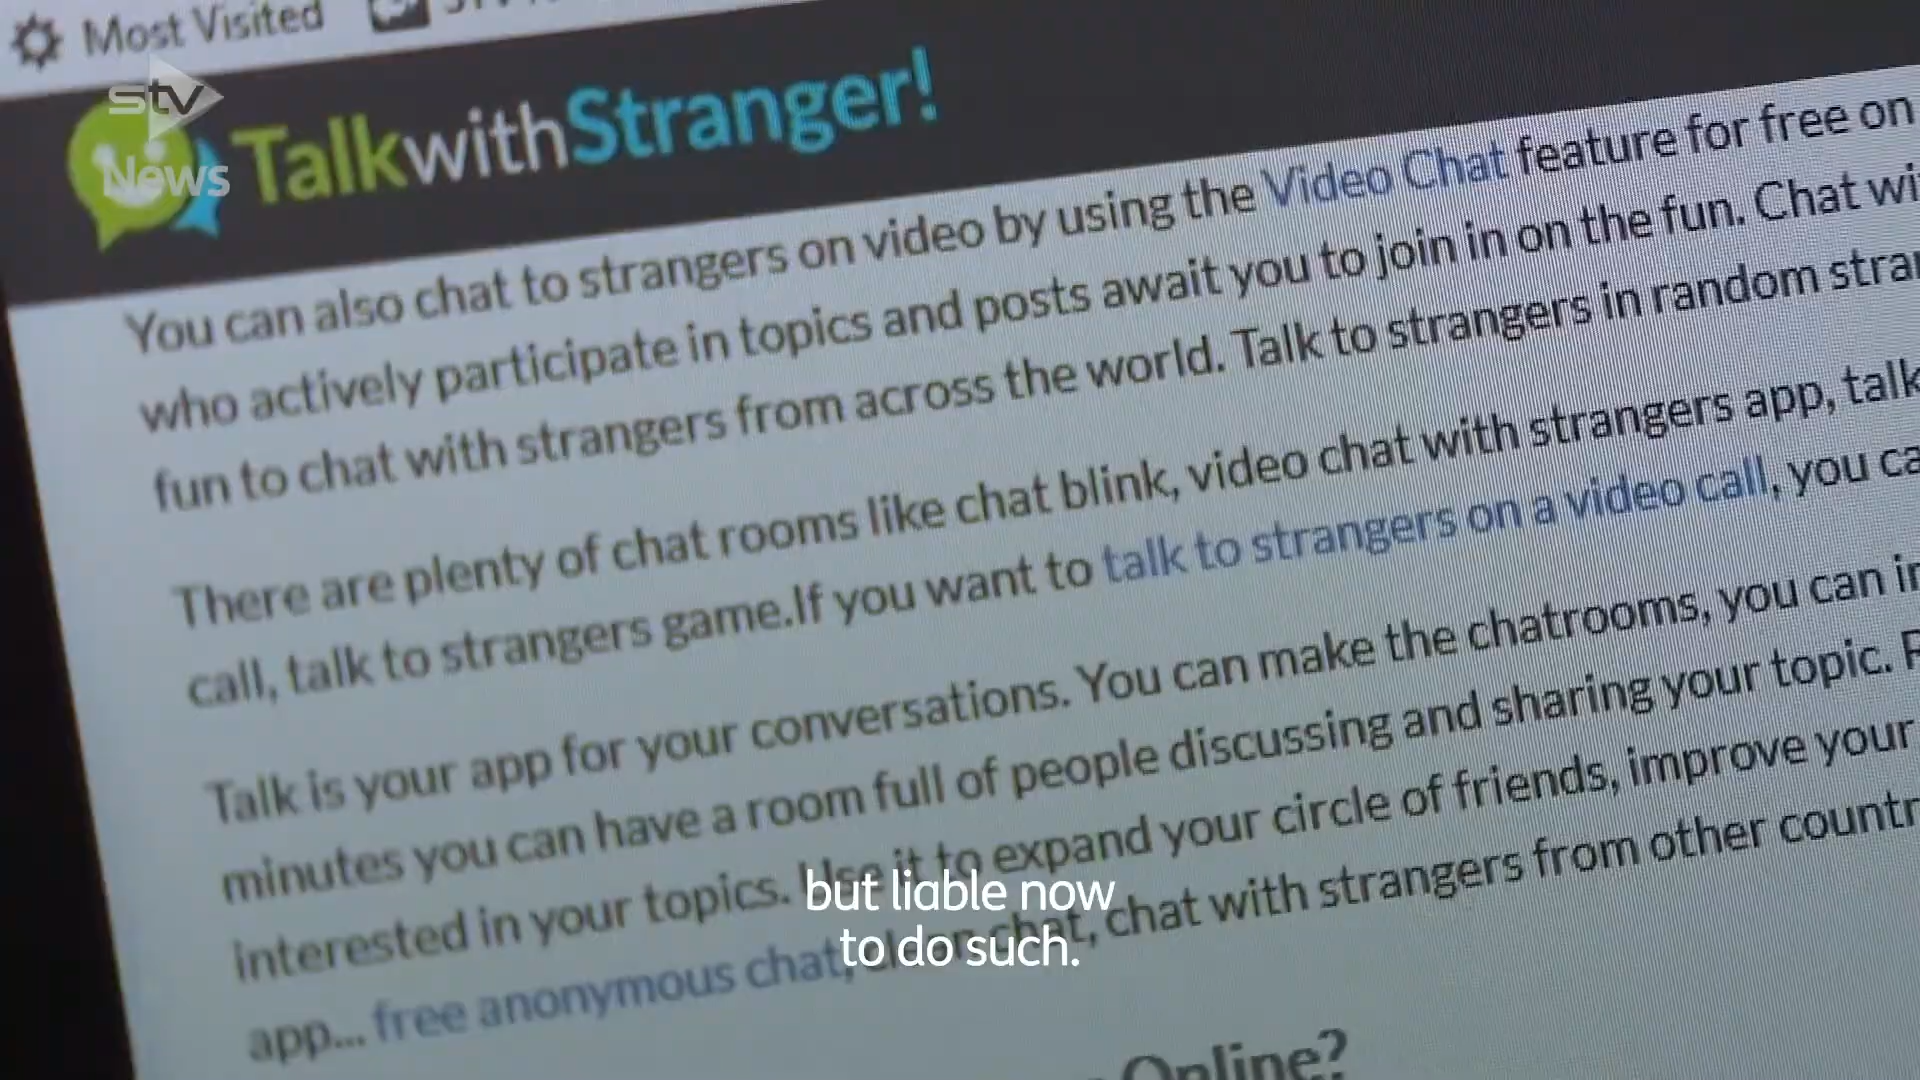 Most Visited
stv
News
TalkwithStranger!
You can also chat to strangers on video by using the Video Chat feature for free on
who actively participate in topics and posts await you to join in on the fun. Chat
fun to chat with strangers from across the world. Talk to strangers in random
There are plenty of chat rooms like chat blink, video chat with strangers app, talk
call, talk to strangers game.If you want to talk to strangers on a video call, you
Talk is your app for your conversations. You can make the chatrooms, you can
minutes you can have a room full of people discussing and sharing your topic.
interested in your topics. Use it to expand your circle of friends, improve your
app... free anonymous chat, clean chat, chat with strangers from other
Online?
but liable now
to do such.